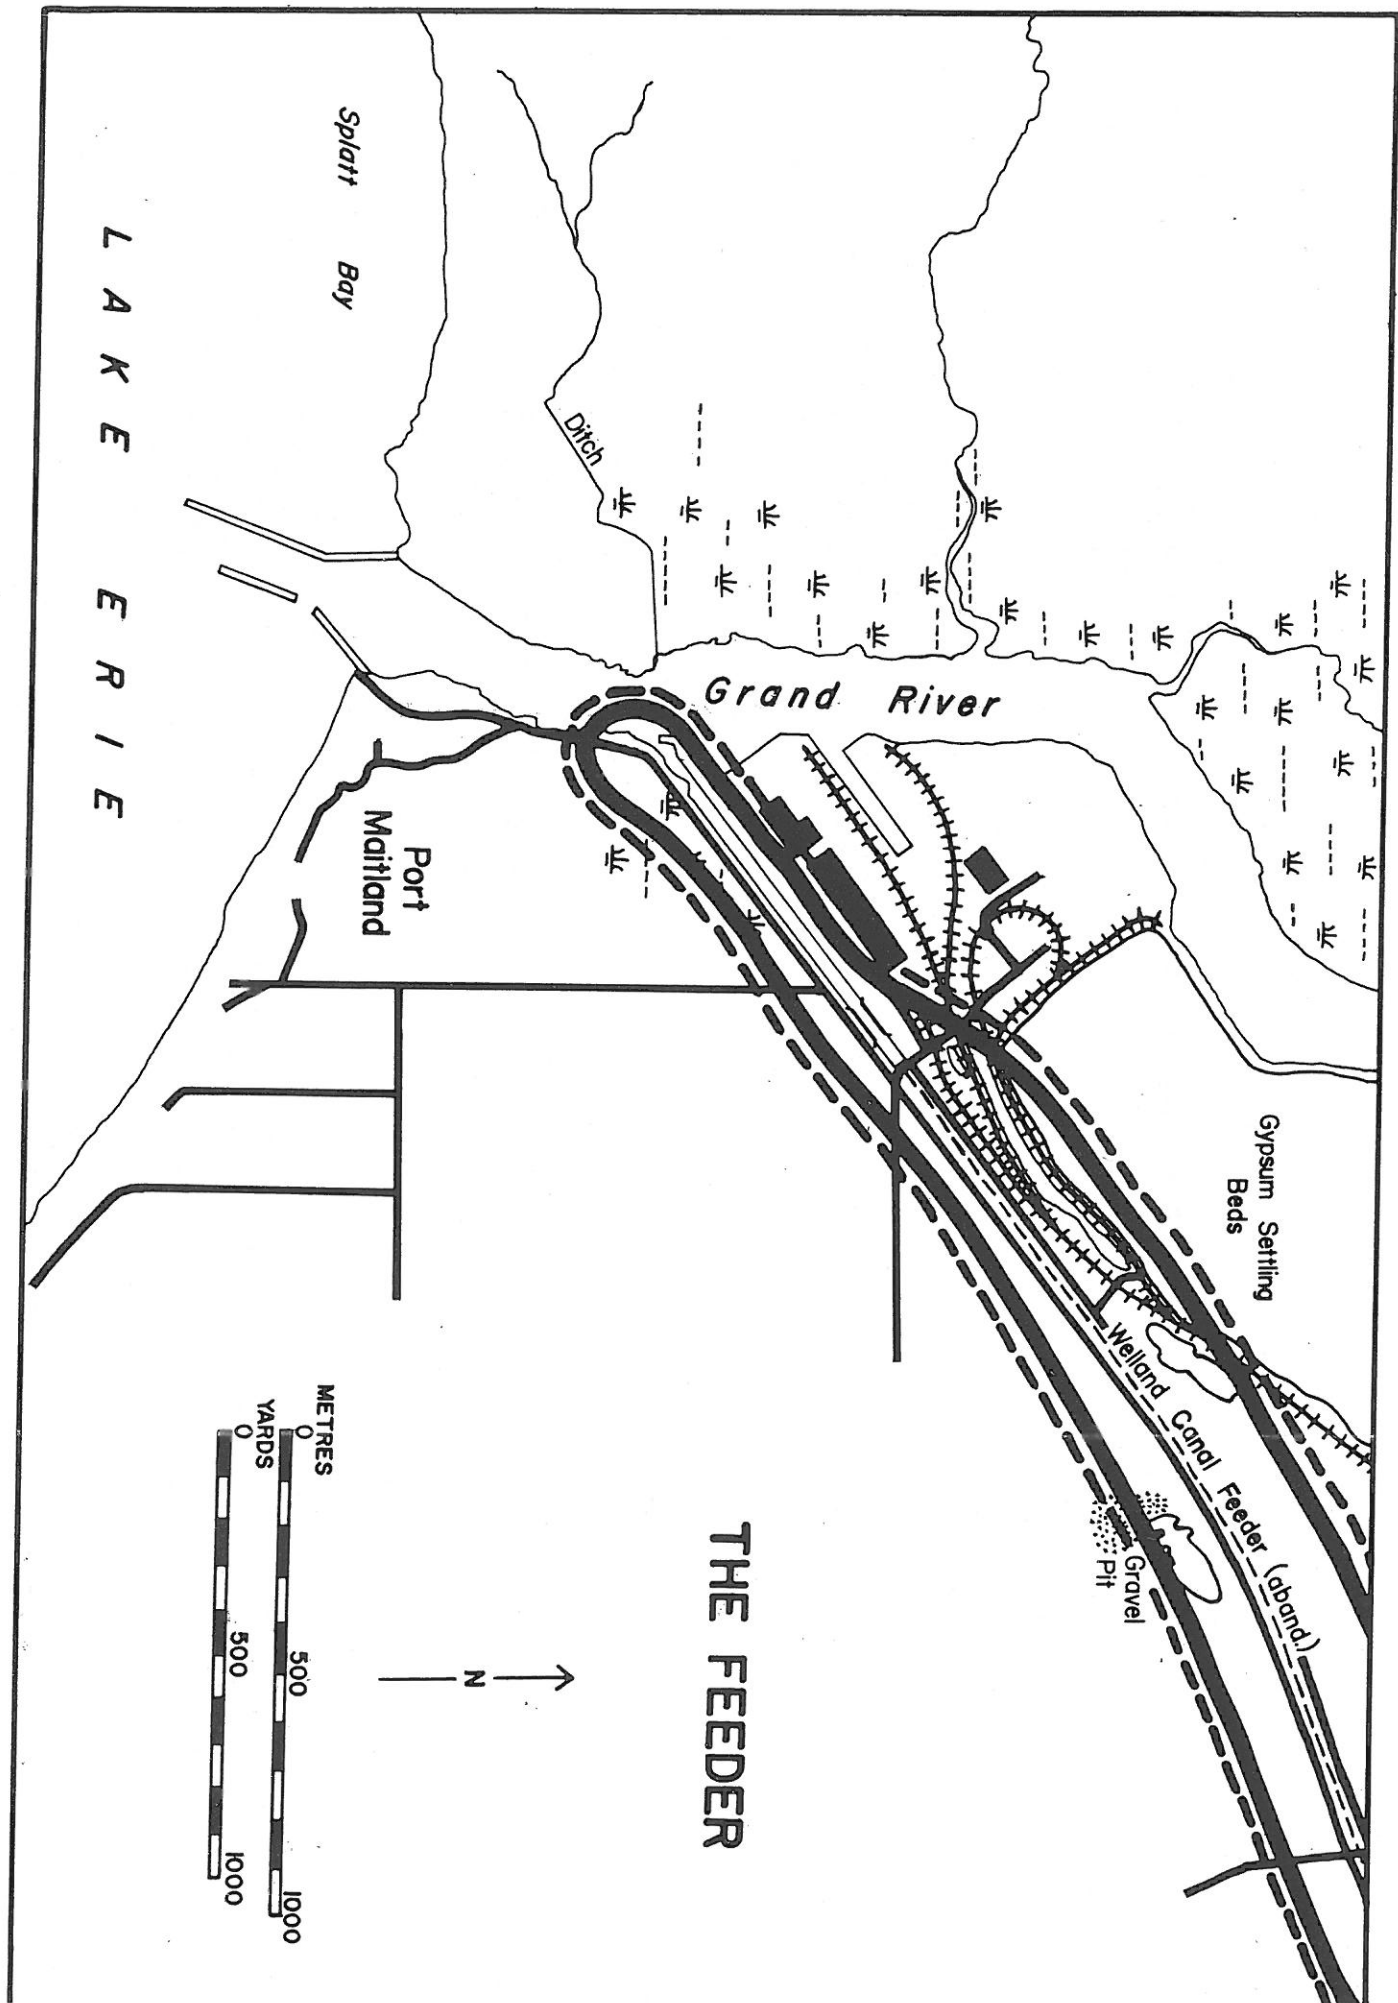 Splatt Bay
LAKE ERIE
Ditch
Grand River
Port
Maitland
Gypsum Settling
Beds
Welland Canal Feeder (aband.)
Gravel
Pit
THE FEEDER
N
METRES
0 500 1000
YARDS
0 500 1000